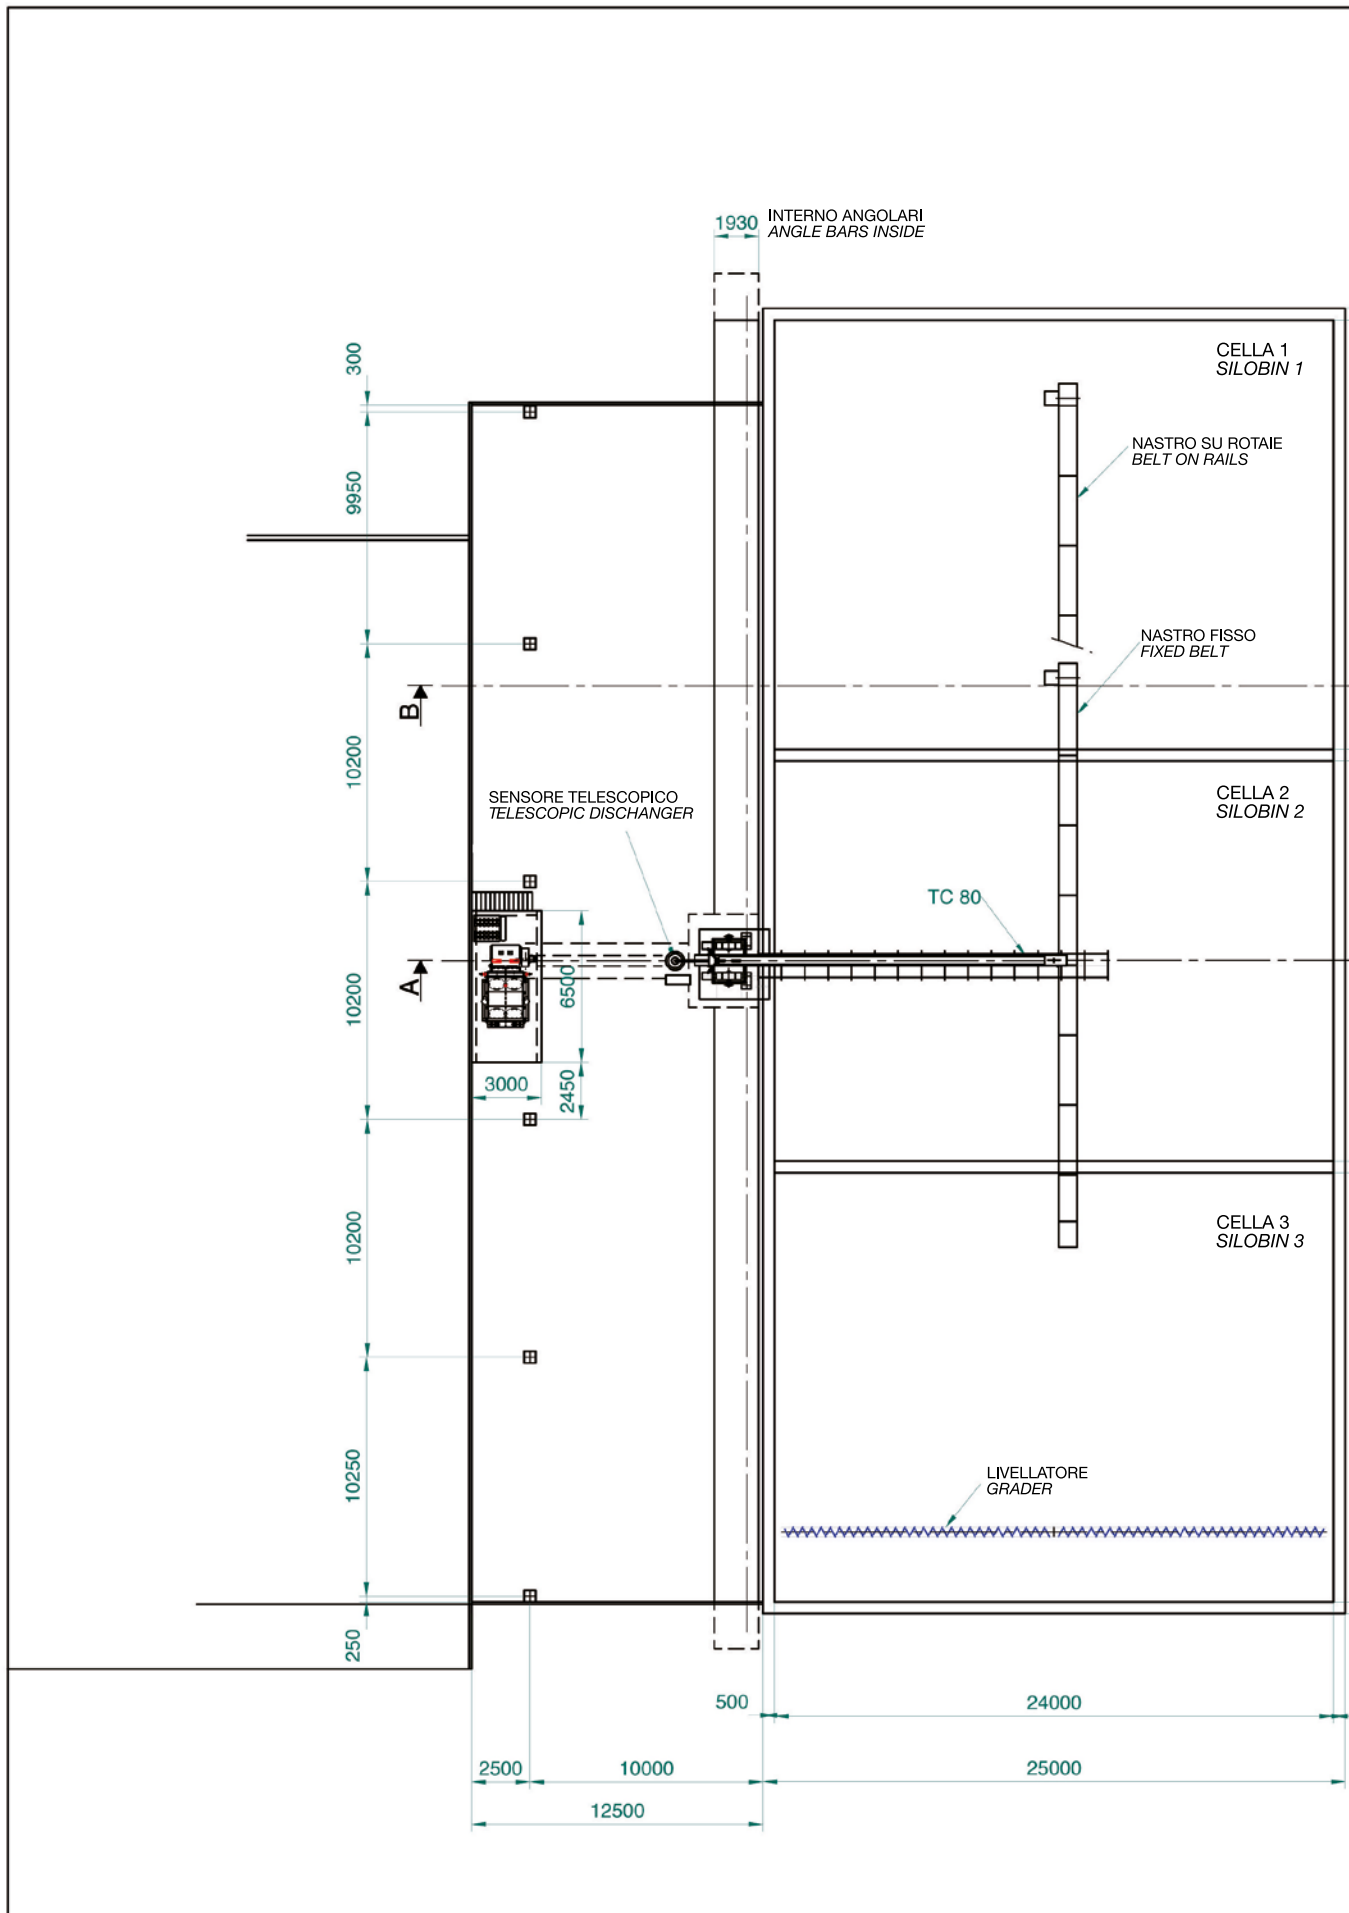 1930
INTERNO ANGOLARI
ANGLE BARS INSIDE
300
CELLA 1
SILOBIN 1
NASTRO SU ROTAIE
BELT ON RAILS
9950
NASTRO FISSO
FIXED BELT
B
10200
SENSORE TELESCOPICO
TELESCOPIC DISCHANGER
CELLA 2
SILOBIN 2
TC 80
A
10200
6500
3000
2450
10200
CELLA 3
SILOBIN 3
10250
LIVELLATORE
GRADER
250
500
24000
2500
10000
25000
12500